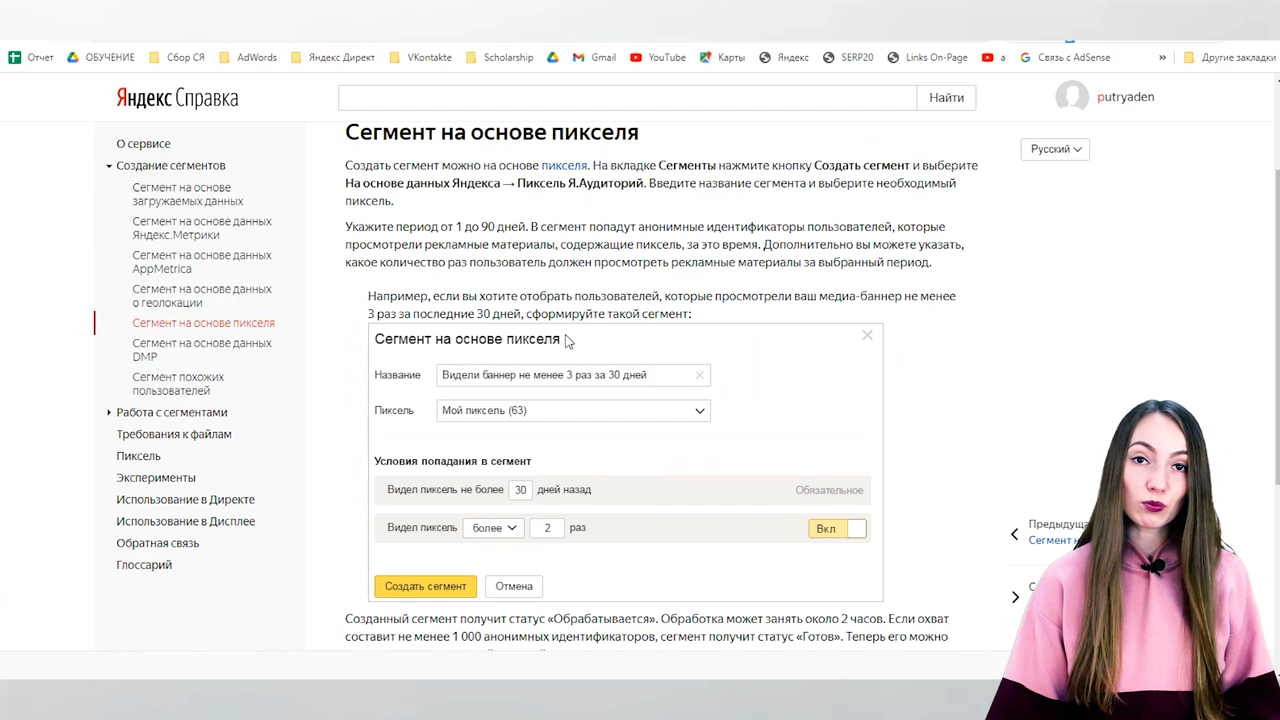 Отчет ОБУЧЕНИЕ Сбор СЯ AdWords Яндекс Директ VKontakte Scholarship Gmail YouTube Карты Яндекс SERP20 Links On-Page а Связь с AdSense » Другие закладки
Яндекс Справка
Найти
putryaden
О сервисе
Создание сегментов
Сегмент на основе
загружаемых данных
Сегмент на основе данных
Яндекс.Метрики
Сегмент на основе данных
AppMetrica
Сегмент на основе данных
о геолокации
Сегмент на основе пикселя
Сегмент на основе данных
DMP
Сегмент похожих
пользователей
Работа с сегментами
Требования к файлам
Пиксель
Эксперименты
Использование в Директе
Использование в Дисплее
Обратная связь
Глоссарий
Сегмент на основе пикселя
Создать сегмент можно на основе пикселя. На вкладке Сегменты нажмите кнопку Создать сегмент и выберите
На основе данных Яндекса → Пиксель Я.Аудиторий. Введите название сегмента и выберите необходимый
пиксель.
Укажите период от 1 до 90 дней. В сегмент попадут анонимные идентификаторы пользователей, которые
просмотрели рекламные материалы, содержащие пиксель, за это время. Дополнительно вы можете указать,
какое количество раз пользователь должен просмотреть рекламные материалы за выбранный период.
Например, если вы хотите отобрать пользователей, которые просмотрели ваш медиа-баннер не менее
3 раз за последние 30 дней, сформируйте такой сегмент:
Сегмент на основе пикселя
Название Видели баннер не менее 3 раз за 30 дней
Пиксель Мой пиксель (63)
Условия попадания в сегмент
Видел пиксель не более 30 дней назад Обязательное
Видел пиксель более 2 раз Вкл
Создать сегмент Отмена
Созданный сегмент получит статус «Обрабатывается». Обработка может занять около 2 часов. Если охват
составит не менее 1 000 анонимных идентификаторов, сегмент получит статус «Готов». Теперь его можно
Русский
Предыдуща
Сегмент н